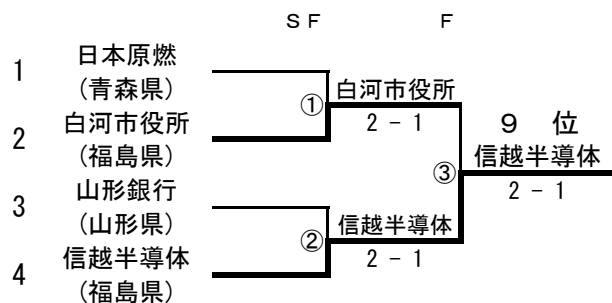 ＳＦ Ｆ
1 日本原燃
(青森県)
① 白河市役所
2 - 1
2 白河市役所
(福島県)
９　位
③ 信越半導体
2 - 1
3 山形銀行
(山形県)
② 信越半導体
2 - 1
4 信越半導体
(福島県)